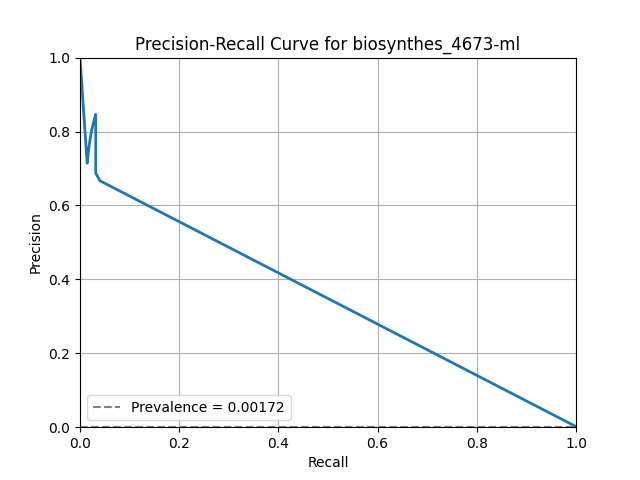 Precision-Recall Curve for biosynthes_4673-ml
1.0
0.8
0.6
0.4
0.2
0.0
Precision
Prevalence = 0.00172
0.0 0.2 0.4 0.6 0.8 1.0
Recall